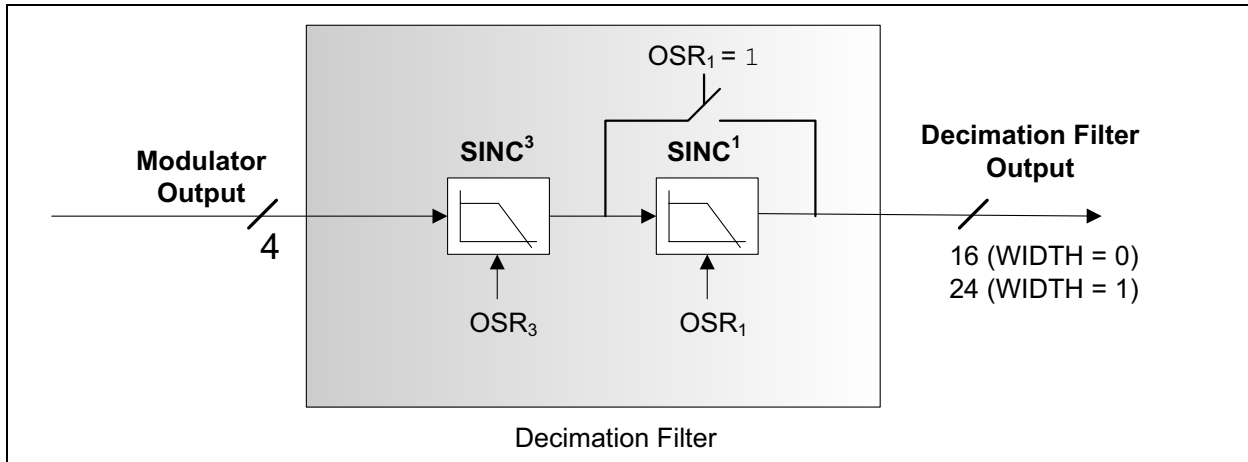 OSR₁ = 1
Modulator
Output
4
SINC³
SINC¹
Decimation Filter
Output
16 (WIDTH = 0)
24 (WIDTH = 1)
OSR₃
OSR₁
Decimation Filter